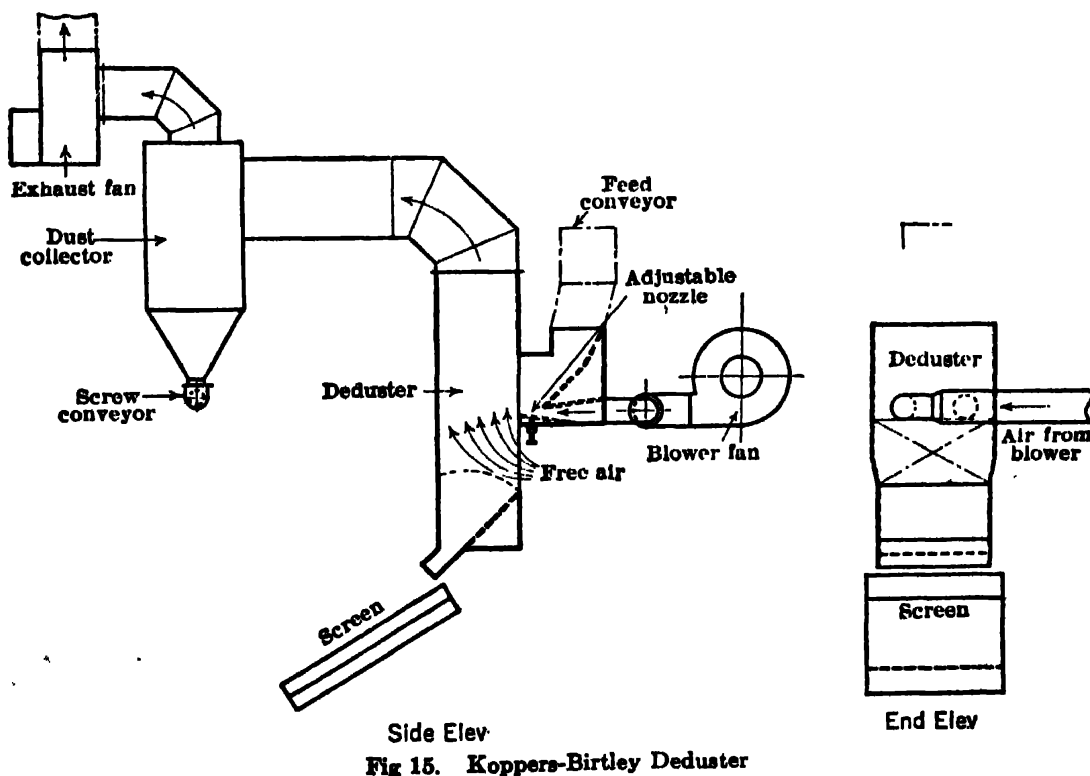 Exhaust fan
Dust
collector
Screw
conveyor
Feed
conveyor
Adjustable
nozzle
Deduster
Blower fan
Free air
Screen
Side Elev
Deduster
Air from
blower
Screen
End Elev
Fig 15. Koppers-Birtley Deduster